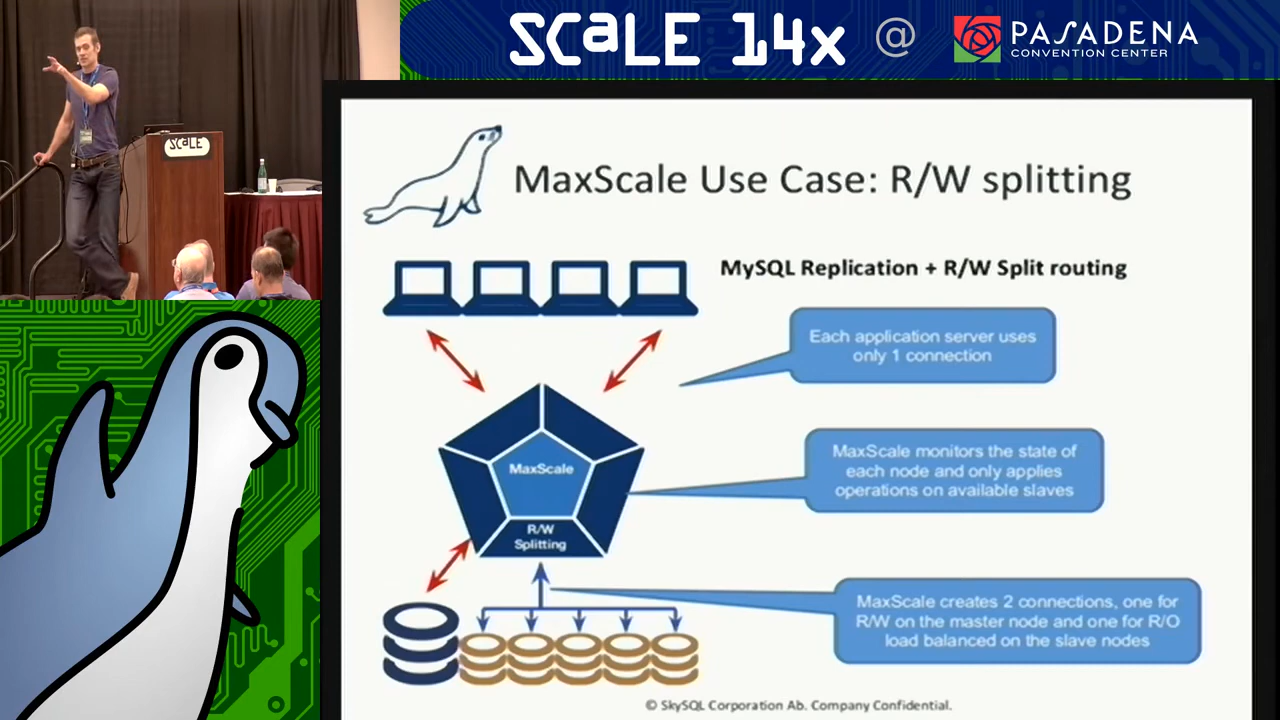 SCaLE 14x @ PASADENA
CONVENTION CENTER
SCaLE
MaxScale Use Case: R/W splitting
MySQL Replication + R/W Split routing
Each application server uses
only 1 connection
MaxScale
MaxScale monitors the state of
each node and only applies
operations on available slaves
R/W
Splitting
MaxScale creates 2 connections, one for
R/W on the master node and one for R/O
load balanced on the slave nodes
© SkySQL Corporation Ab. Company Confidential.